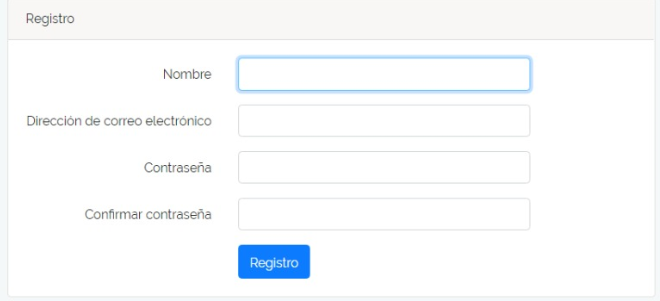 Registro
Nombre
Dirección de correo electrónico
Contraseña
Confirmar contraseña
Registro